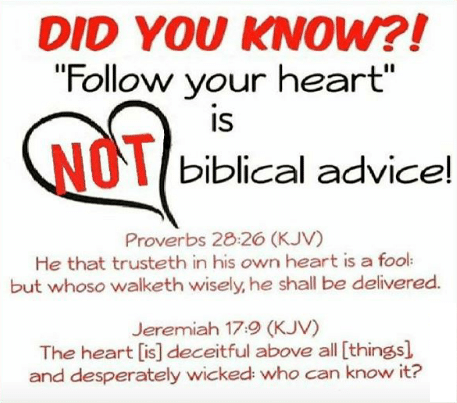 DID YOU KNOW?!
"Follow your heart"
is
NOT biblical advice!
Proverbs 28:26 (KJV)
He that trusteth in his own heart is a fool:
but whoso walketh wisely, he shall be delivered.
Jeremiah 17:9 (KJV)
The heart [is] deceitful above all [things],
and desperately wicked: who can know it?